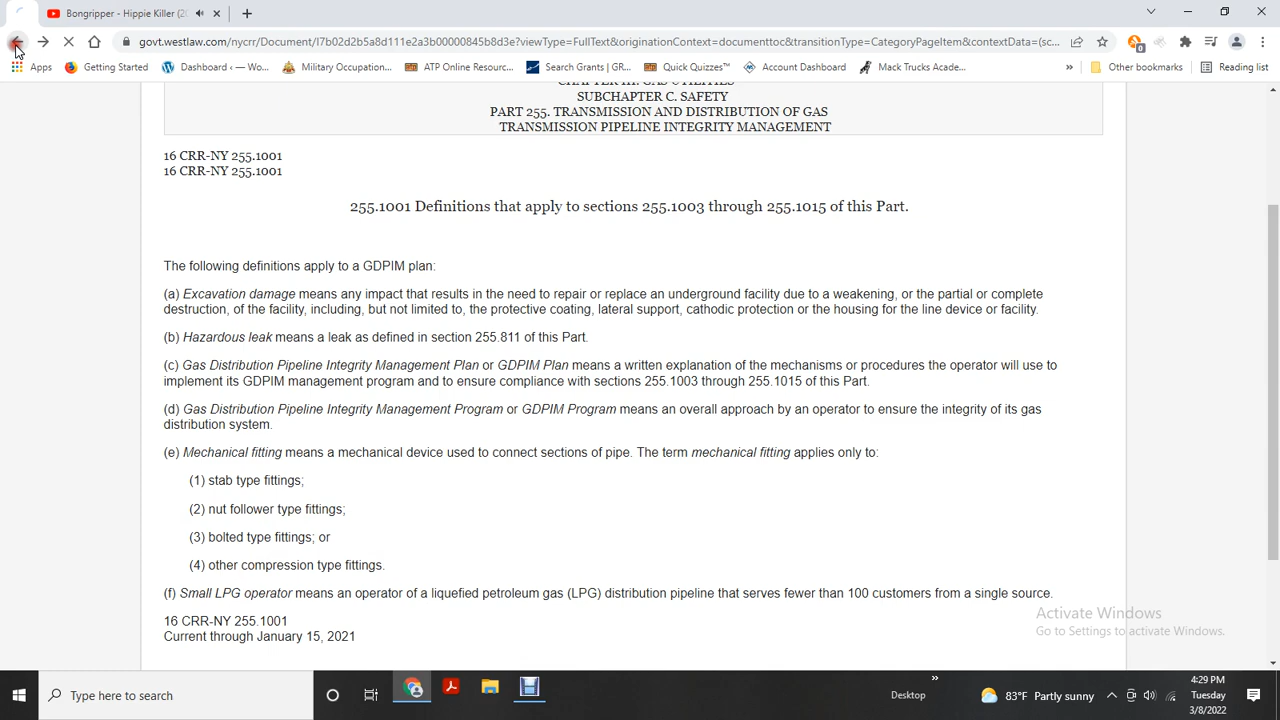 Bongripper - Hippie Killer (20
govt.westlaw.com/nycrr/Document/I7b02d2b5a8d111e2a3b00000845b8d3e?viewType=FullText&originationContext=documenttoc&transitionType=CategoryPageItem&contextData=(sc...
0
Apps Getting Started Dashboard ‹ — Wo... Military Occupation... ATP Online Resourc... Search Grants | GR... Quick Quizzes™ Account Dashboard Mack Trucks Acade... » Other bookmarks Reading list
CHAPTER III. GAS UTILITIES
SUBCHAPTER C. SAFETY
PART 255. TRANSMISSION AND DISTRIBUTION OF GAS
TRANSMISSION PIPELINE INTEGRITY MANAGEMENT
16 CRR-NY 255.1001
16 CRR-NY 255.1001
255.1001 Definitions that apply to sections 255.1003 through 255.1015 of this Part.
The following definitions apply to a GDPIM plan:
(a) Excavation damage means any impact that results in the need to repair or replace an underground facility due to a weakening, or the partial or complete
destruction, of the facility, including, but not limited to, the protective coating, lateral support, cathodic protection or the housing for the line device or facility.
(b) Hazardous leak means a leak as defined in section 255.811 of this Part.
(c) Gas Distribution Pipeline Integrity Management Plan or GDPIM Plan means a written explanation of the mechanisms or procedures the operator will use to
implement its GDPIM management program and to ensure compliance with sections 255.1003 through 255.1015 of this Part.
(d) Gas Distribution Pipeline Integrity Management Program or GDPIM Program means an overall approach by an operator to ensure the integrity of its gas
distribution system.
(e) Mechanical fitting means a mechanical device used to connect sections of pipe. The term mechanical fitting applies only to:
(1) stab type fittings;
(2) nut follower type fittings;
(3) bolted type fittings; or
(4) other compression type fittings.
(f) Small LPG operator means an operator of a liquefied petroleum gas (LPG) distribution pipeline that serves fewer than 100 customers from a single source.
16 CRR-NY 255.1001
Current through January 15, 2021
Activate Windows
Go to Settings to activate Windows.
Type here to search
Desktop
»
83°F Partly sunny
4:29 PM
Tuesday
3/8/2022